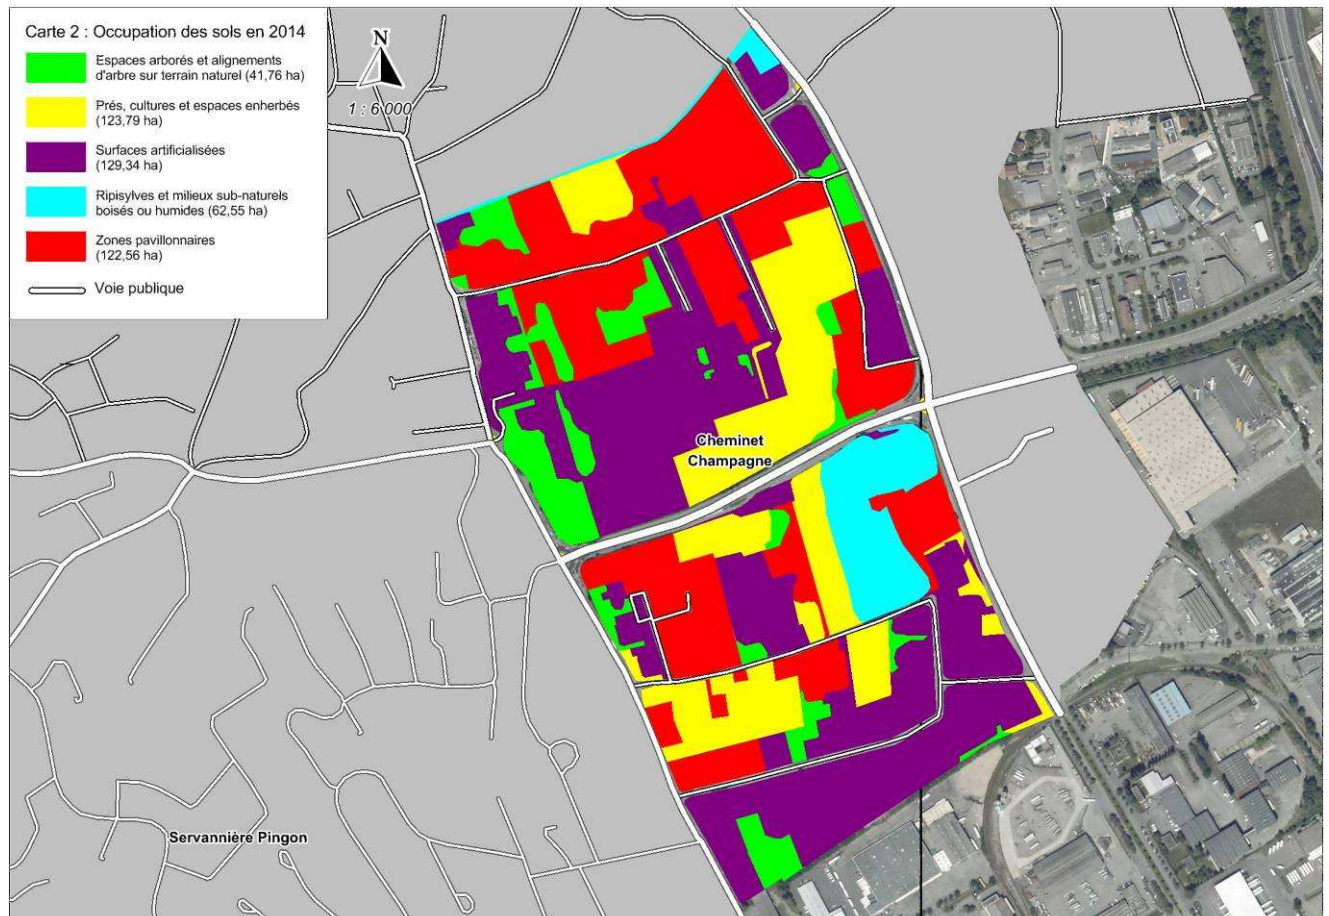 Carte 2 : Occupation des sols en 2014
Espaces arborés et alignements
d'arbre sur terrain naturel (41,76 ha)
Prés, cultures et espaces enherbés
(123,79 ha)
Surfaces artificialisées
(129,34 ha)
Ripisylves et milieux sub-naturels
boisés ou humides (62,55 ha)
Zones pavillonnaires
(122,56 ha)
Voie publique
N
1 : 6 000
Cheminet
Champagne
Servannière Pingon